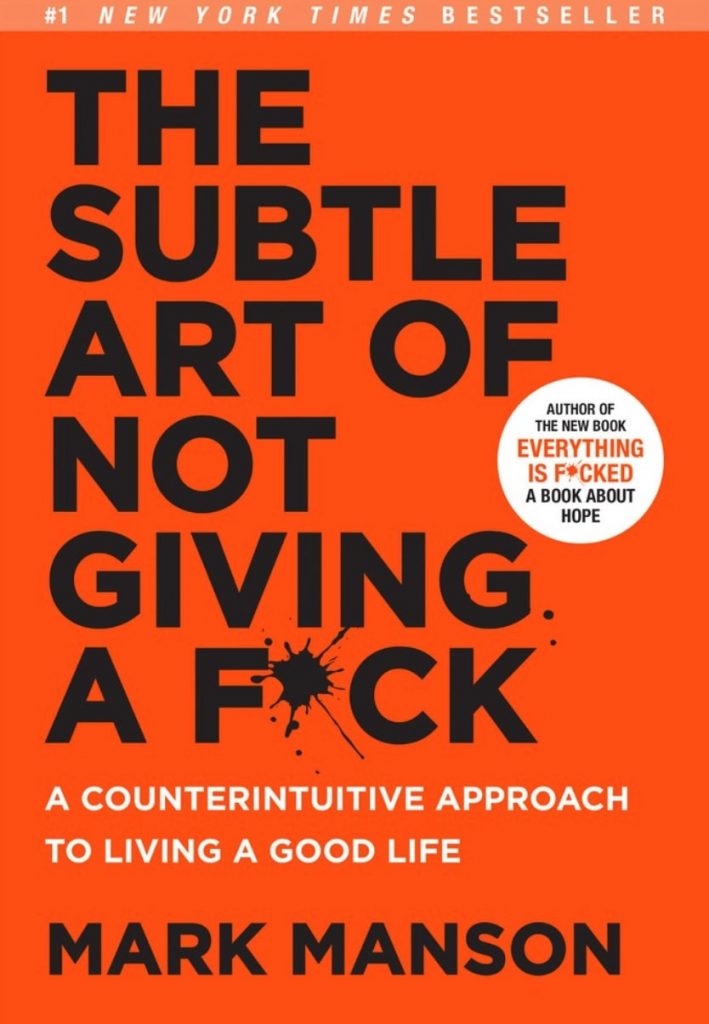 #1 NEW YORK TIMES BESTSELLER
THE
SUBTLE
ART OF
NOT
GIVING
A F*CK
AUTHOR OF
THE NEW BOOK
EVERYTHING
IS F*CKED
A BOOK ABOUT
HOPE
A COUNTERINTUITIVE APPROACH
TO LIVING A GOOD LIFE
MARK MANSON